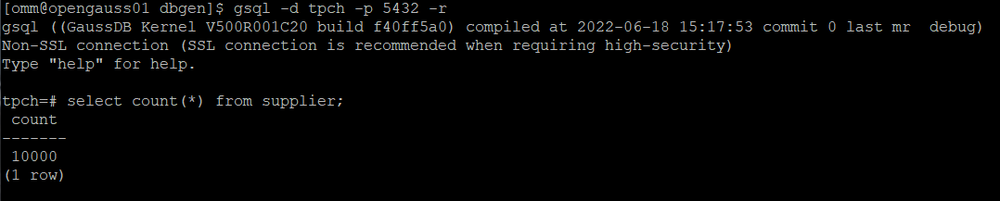 [omm@opengauss01 dbgen]$ gsql -d tpch -p 5432 -r
gsql ((GaussDB Kernel V500R001C20 build f40ff5a0) compiled at 2022-06-18 15:17:53 commit 0 last mr  debug)
Non-SSL connection (SSL connection is recommended when requiring high-security)
Type "help" for help.

tpch=# select count(*) from supplier;
 count
-------
 10000
(1 row)